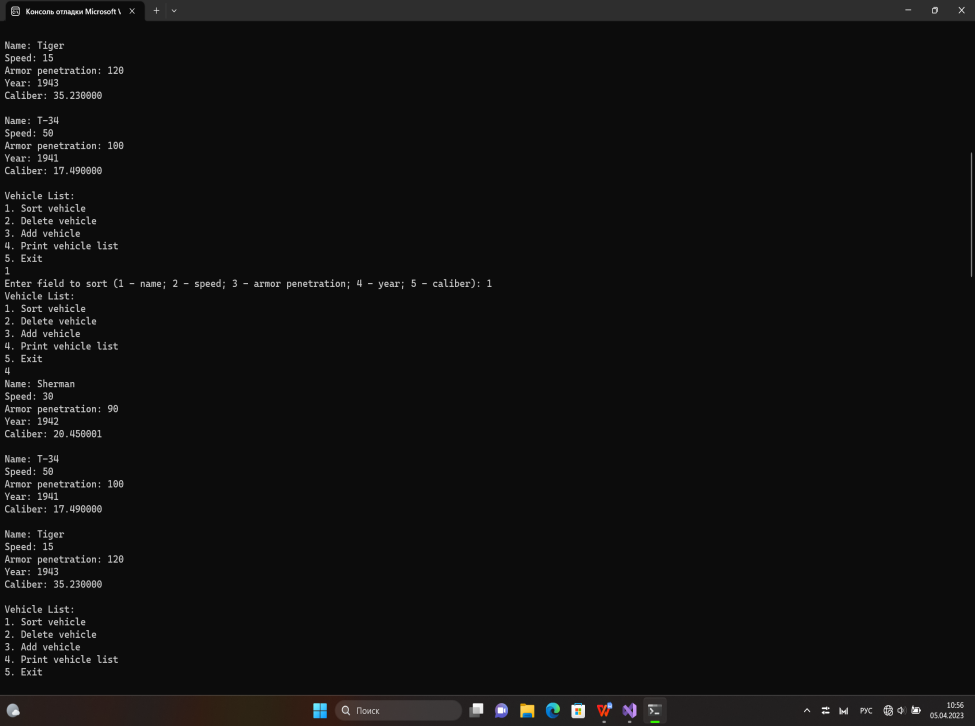 Консоль отладки Microsoft \
Name: Tiger
Speed: 15
Armor penetration: 120
Year: 1943
Caliber: 35.230000
Name: T-34
Speed: 50
Armor penetration: 100
Year: 1941
Caliber: 17.490000
Vehicle List:
1. Sort vehicle
2. Delete vehicle
3. Add vehicle
4. Print vehicle list
5. Exit
1
Enter field to sort (1 - name; 2 - speed; 3 - armor penetration; 4 - year; 5 - caliber): 1
Vehicle List:
1. Sort vehicle
2. Delete vehicle
3. Add vehicle
4. Print vehicle list
5. Exit
4
Name: Sherman
Speed: 30
Armor penetration: 90
Year: 1942
Caliber: 20.450001
Name: T-34
Speed: 50
Armor penetration: 100
Year: 1941
Caliber: 17.490000
Name: Tiger
Speed: 15
Armor penetration: 120
Year: 1943
Caliber: 35.230000
Vehicle List:
1. Sort vehicle
2. Delete vehicle
3. Add vehicle
4. Print vehicle list
5. Exit
Поиск
РУС
10:56
05.04.2023